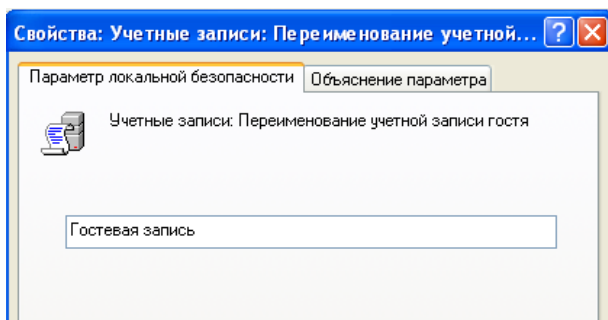 Свойства: Учетные записи: Переименование учетной...
Параметр локальной безопасности Объяснение параметра
Учетные записи: Переименование учетной записи гостя
Гостевая запись